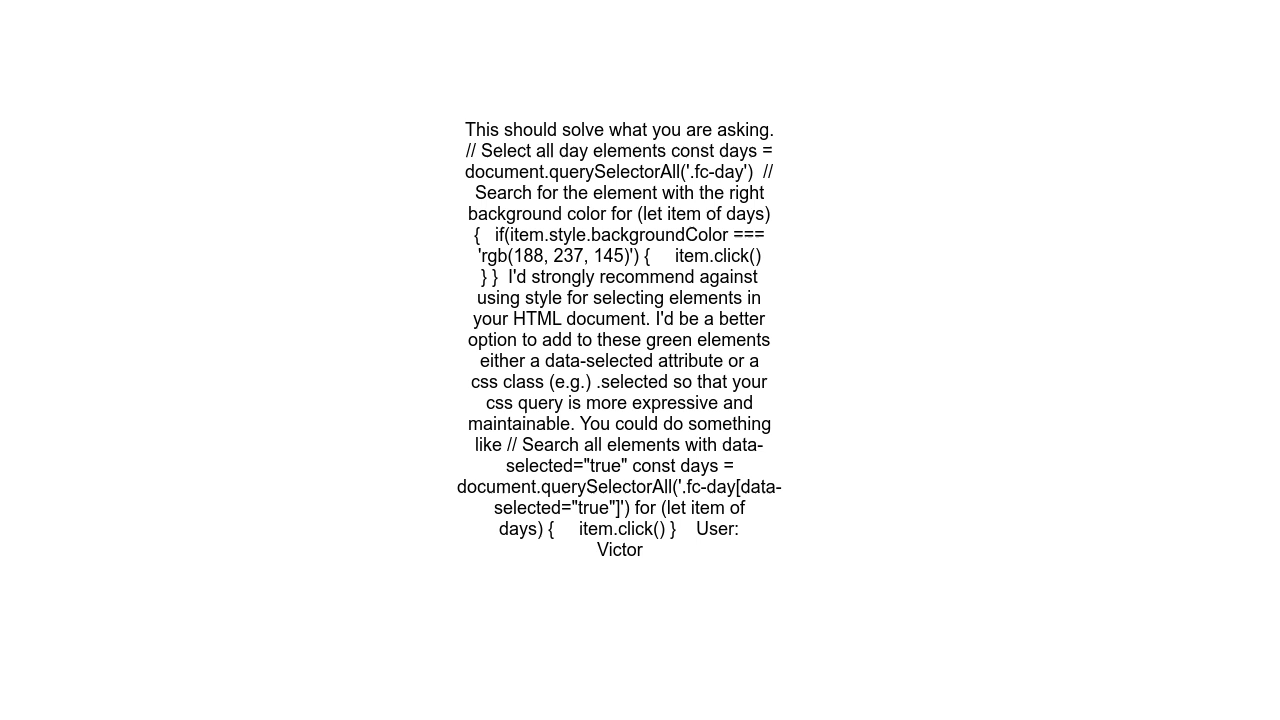 This should solve what you are asking.
// Select all day elements const days =
document.querySelectorAll('.fc-day')  //
Search for the element with the right
background color for (let item of days)
{   if(item.style.backgroundColor ===
'rgb(188, 237, 145)') {     item.click()
} }  I'd strongly recommend against
using style for selecting elements in
your HTML document. I'd be a better
option to add to these green elements
either a data-selected attribute or a
css class (e.g.) .selected so that your
css query is more expressive and
maintainable. You could do something
like // Search all elements with data-
selected="true" const days =
document.querySelectorAll('.fc-day[data-
selected="true"]') for (let item of
days) {     item.click() }    User:
Victor